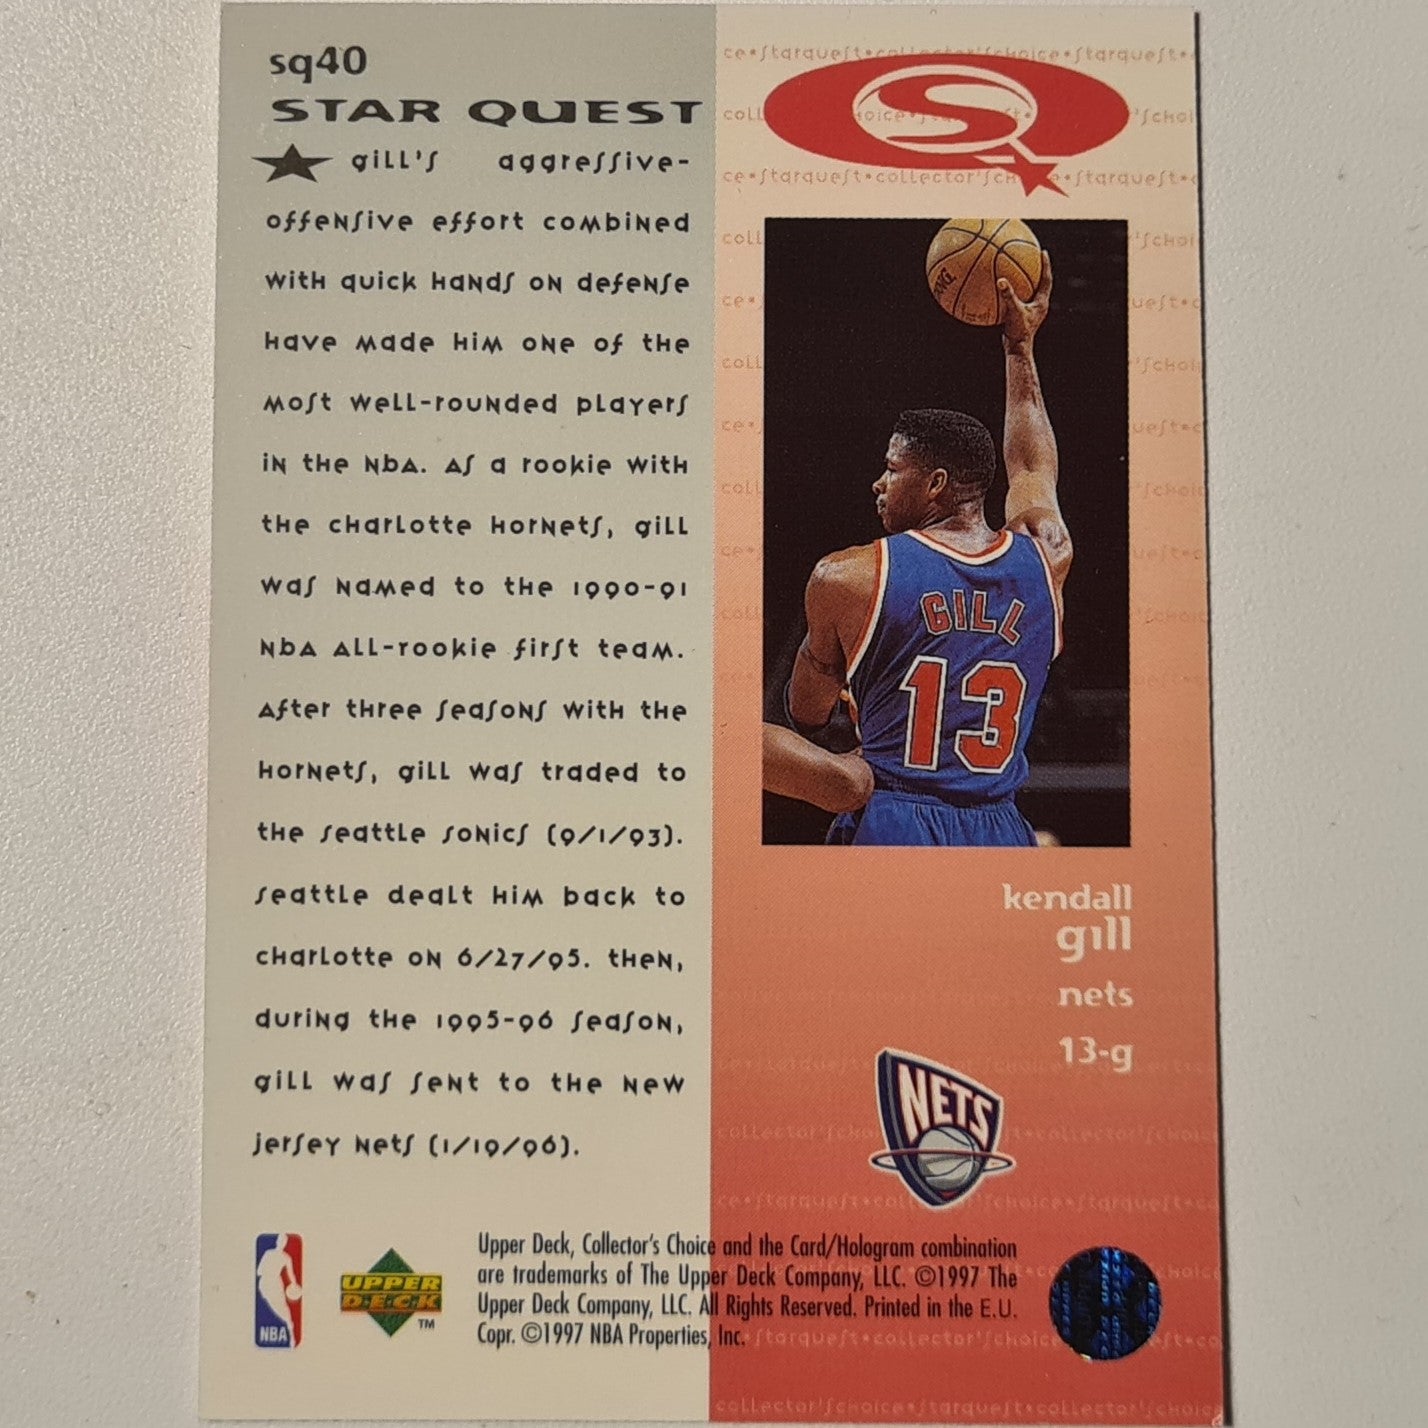 sq40
STAR QUEST
gill's aggressive-
offensive effort combined
with quick hands on defense
have made him one of the
most well-rounded players
in the NBA. As a rookie with
the charlotte hornets, gill
was named to the 1990-91
NBA All-rookie first team.
After three seasons with the
hornets, gill was traded to
the seattle sonics (9/1/93).
seattle dealt him back to
charlotte on 6/27/95. then,
during the 1995-96 season,
gill was sent to the new
jersey nets (1/19/96).
SQ
GILL
13
kendall
gill
nets
13-g
NETS
NBA
UPPER
DECK
TM
Upper Deck, Collector's Choice and the Card/Hologram combination
are trademarks of The Upper Deck Company, LLC. ©1997 The
Upper Deck Company, LLC. All Rights Reserved. Printed in the E.U.
Copr. ©1997 NBA Properties, Inc.